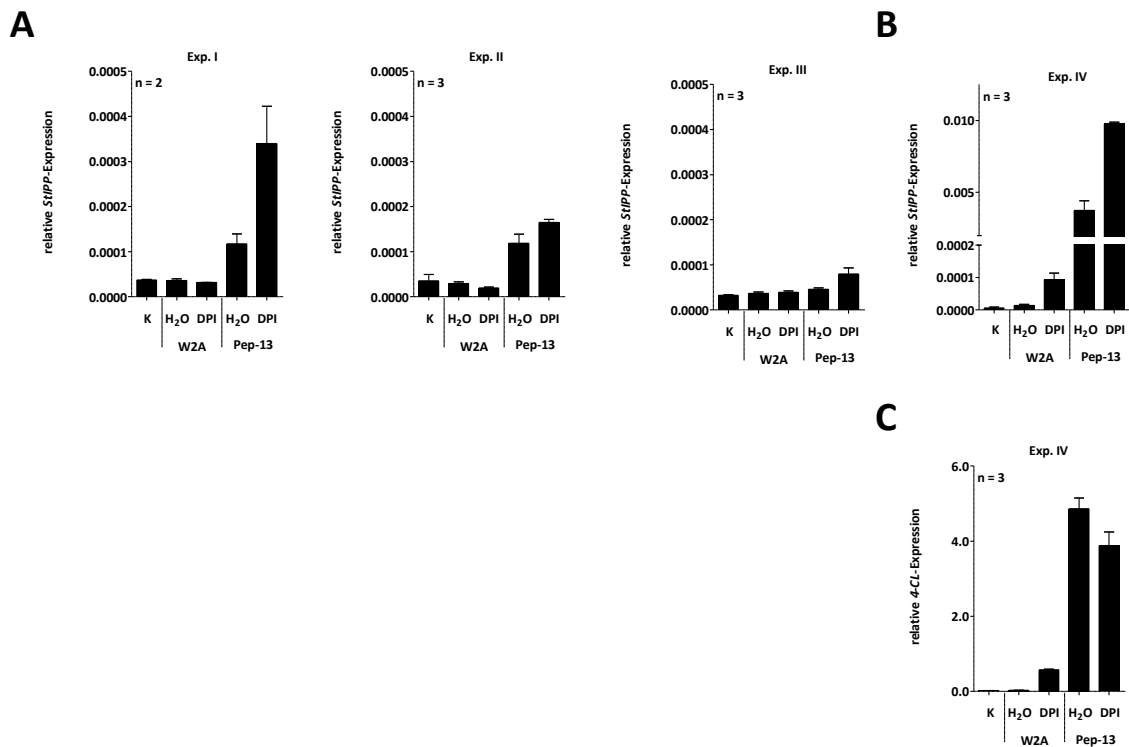 A
Exp. I
relative StIPP-Expression
0.0005
0.0004
0.0003
0.0002
0.0001
0.0000
n = 2
K H₂O DPI H₂O DPI
W2A Pep-13
Exp. II
relative StIPP-Expression
0.0005
0.0004
0.0003
0.0002
0.0001
0.0000
n = 3
K H₂O DPI H₂O DPI
W2A Pep-13
Exp. III
relative StIPP-Expression
0.0005
0.0004
0.0003
0.0002
0.0001
0.0000
n = 3
K H₂O DPI H₂O DPI
W2A Pep-13
B
Exp. IV
relative StIPP-Expression
0.010
0.005
0.0002
0.0001
0.0000
n = 3
K H₂O DPI H₂O DPI
W2A Pep-13
C
Exp. IV
relative 4-CL-Expression
6.0
4.0
2.0
0.0
n = 3
K H₂O DPI H₂O DPI
W2A Pep-13